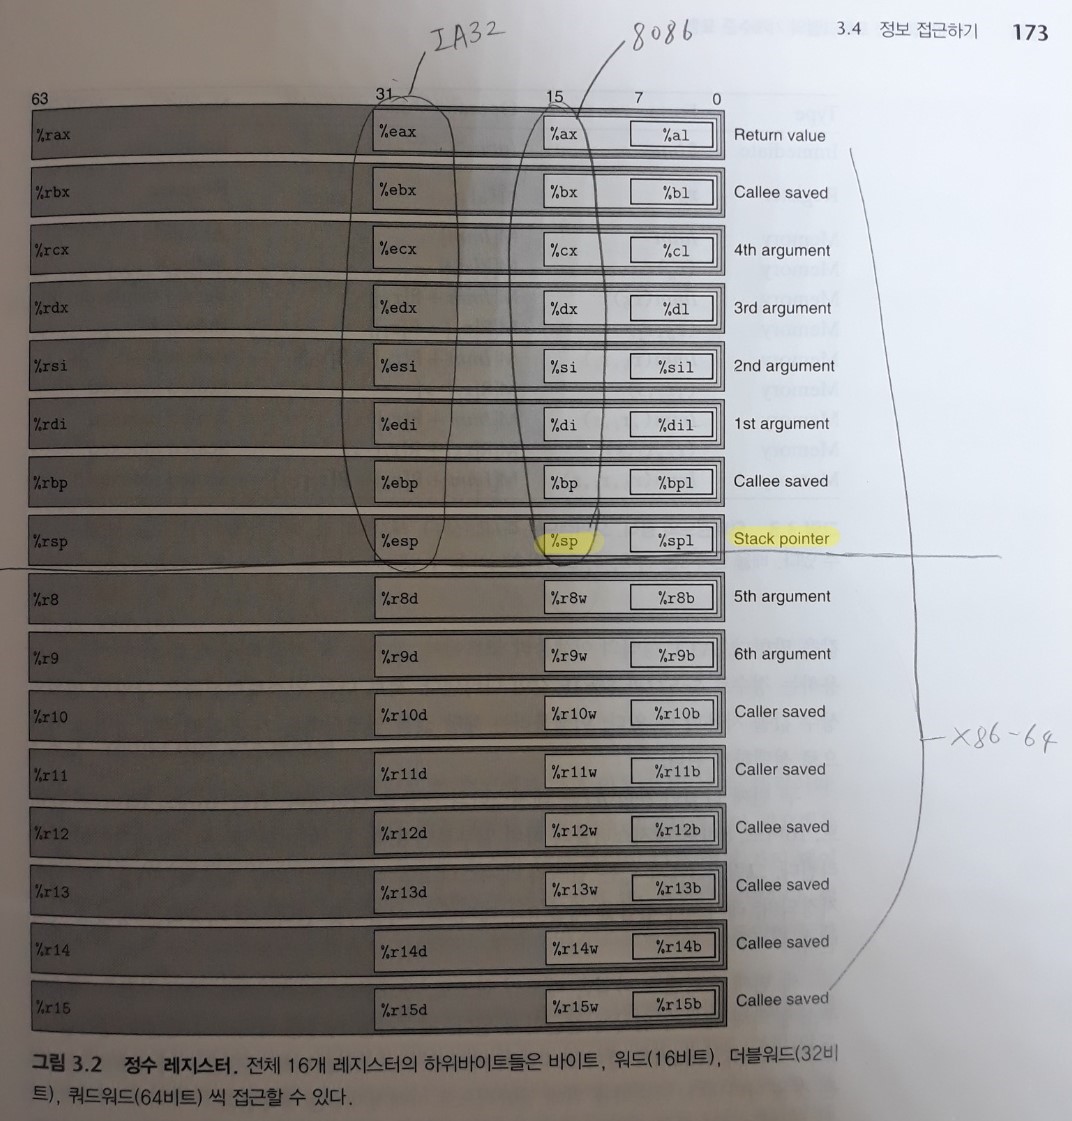 IA32
8086
3.4 정보 접근하기 173
63 31 15 7 0
%rax %eax %ax %al Return value
%rbx %ebx %bx %bl Callee saved
%rcx %ecx %cx %cl 4th argument
%rdx %edx %dx %dl 3rd argument
%rsi %esi %si %sil 2nd argument
%rdi %edi %di %dil 1st argument
%rbp %ebp %bp %bpl Callee saved
%rsp %esp %sp %spl Stack pointer
%r8 %r8d %r8w %r8b 5th argument
%r9 %r9d %r9w %r9b 6th argument
%r10 %r10d %r10w %r10b Caller saved
X86-64
%r11 %r11d %r11w %r11b Caller saved
%r12 %r12d %r12w %r12b Callee saved
%r13 %r13d %r13w %r13b Callee saved
%r14 %r14d %r14w %r14b Callee saved
%r15 %r15d %r15w %r15b Callee saved
그림 3.2 정수 레지스터. 전체 16개 레지스터의 하위바이트들은 바이트, 워드(16비트), 더블워드(32비
트), 쿼드워드(64비트) 씩 접근할 수 있다.